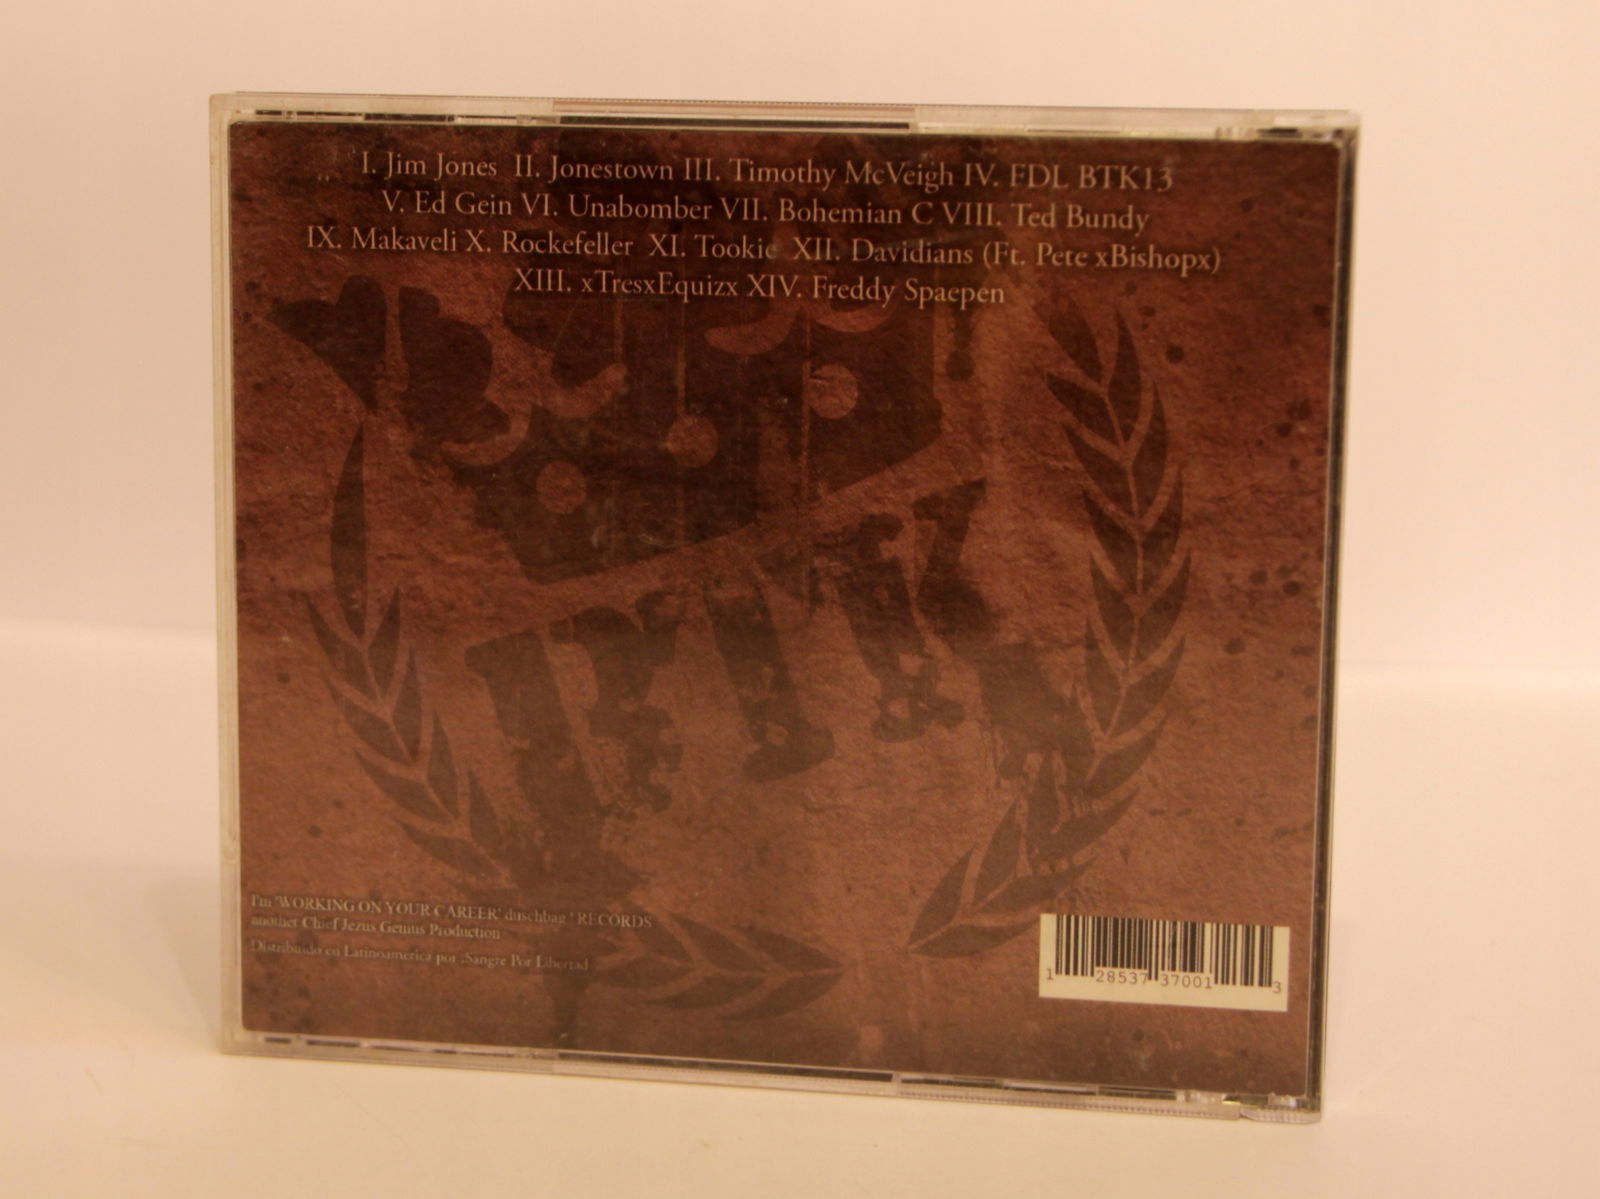 I. Jim Jones II. Jonestown III. Timothy McVeigh IV. FDL BTK13
V. Ed Gein VI. Unabomber VII. Bohemian C VIII. Ted Bundy
IX. Makaveli X. Rockefeller XI. Tookie XII. Davidians (Ft. Pete xBishopx)
XIII. xTresxEquizx XIV. Freddy Spaepen
I'm 'WORKING ON YOUR CAREER' duschbag ' RECORDS
another Chief Jezus Genius Production
Distribuido en Latinoamerica por .Sangre Por Libertad
1 28537 37001 3